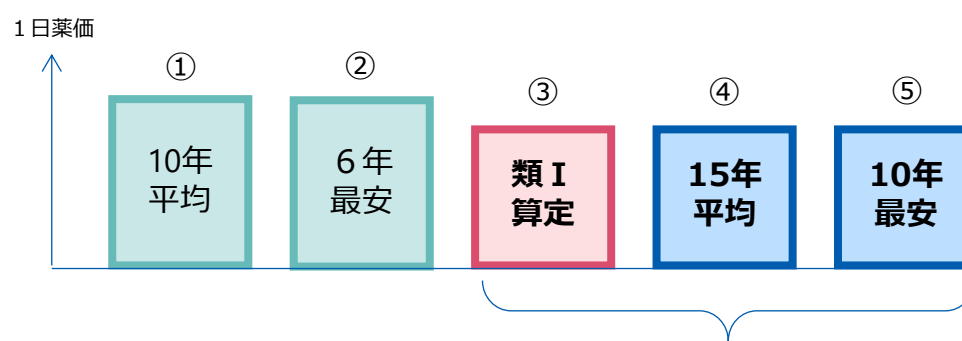 1日薬価
①
②
③
④
⑤
10年
平均
６年
最安
類Ⅰ
算定
15年
平均
10年
最安